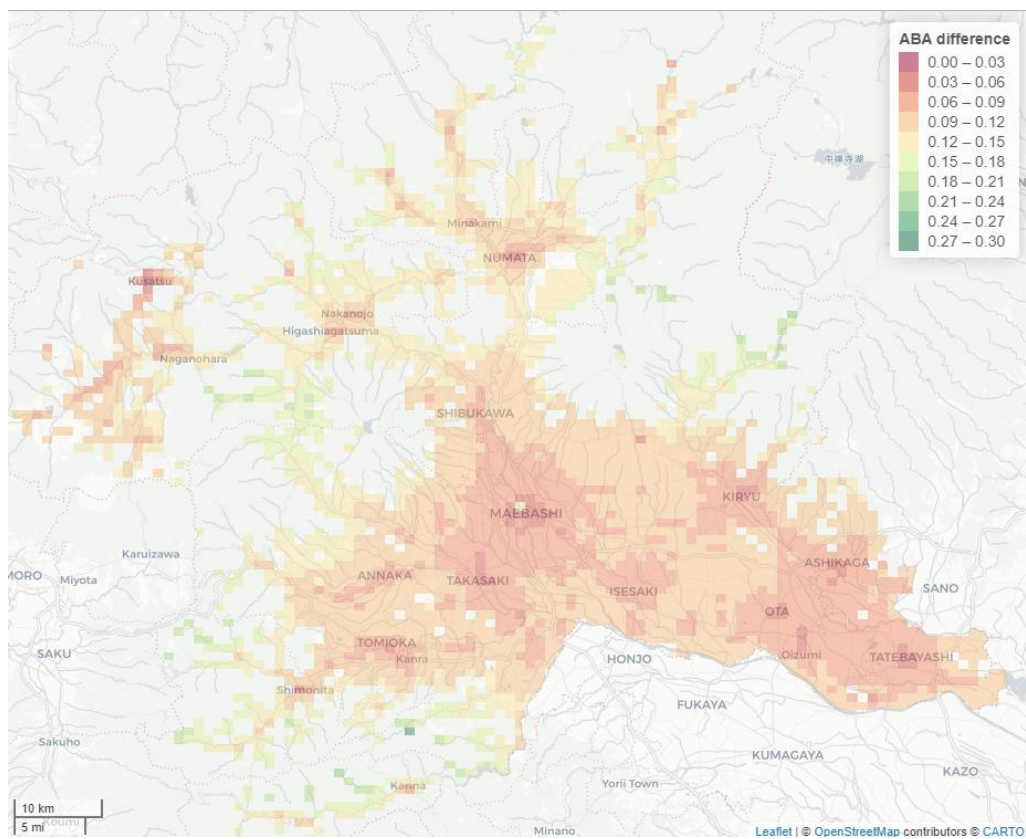 ABA difference
0.00 – 0.03
0.03 – 0.06
0.06 – 0.09
0.09 – 0.12
0.12 – 0.15
0.15 – 0.18
0.18 – 0.21
0.21 – 0.24
0.24 – 0.27
0.27 – 0.30
中禅寺湖
Minakami
NUMATA
Kusatsu
Nakanojo
Higashiagatsuma
Naganohara
SHIBUKAWA
KIRYU
MAEBASHI
Karuizawa
MORO
Miyota
ANNAKA
TAKASAKI
ISESAKI
ASHIKAGA
SANO
OTA
SAKU
TOMIOKA
Kanra
HONJO
Oizumi
TATEBAYASHI
Shimonita
FUKAYA
Sakuho
KUMAGAYA
KAZO
Kanna
Yorii Town
10 km
5 mi
Koumi
Minano
Leaflet | © OpenStreetMap contributors © CARTO